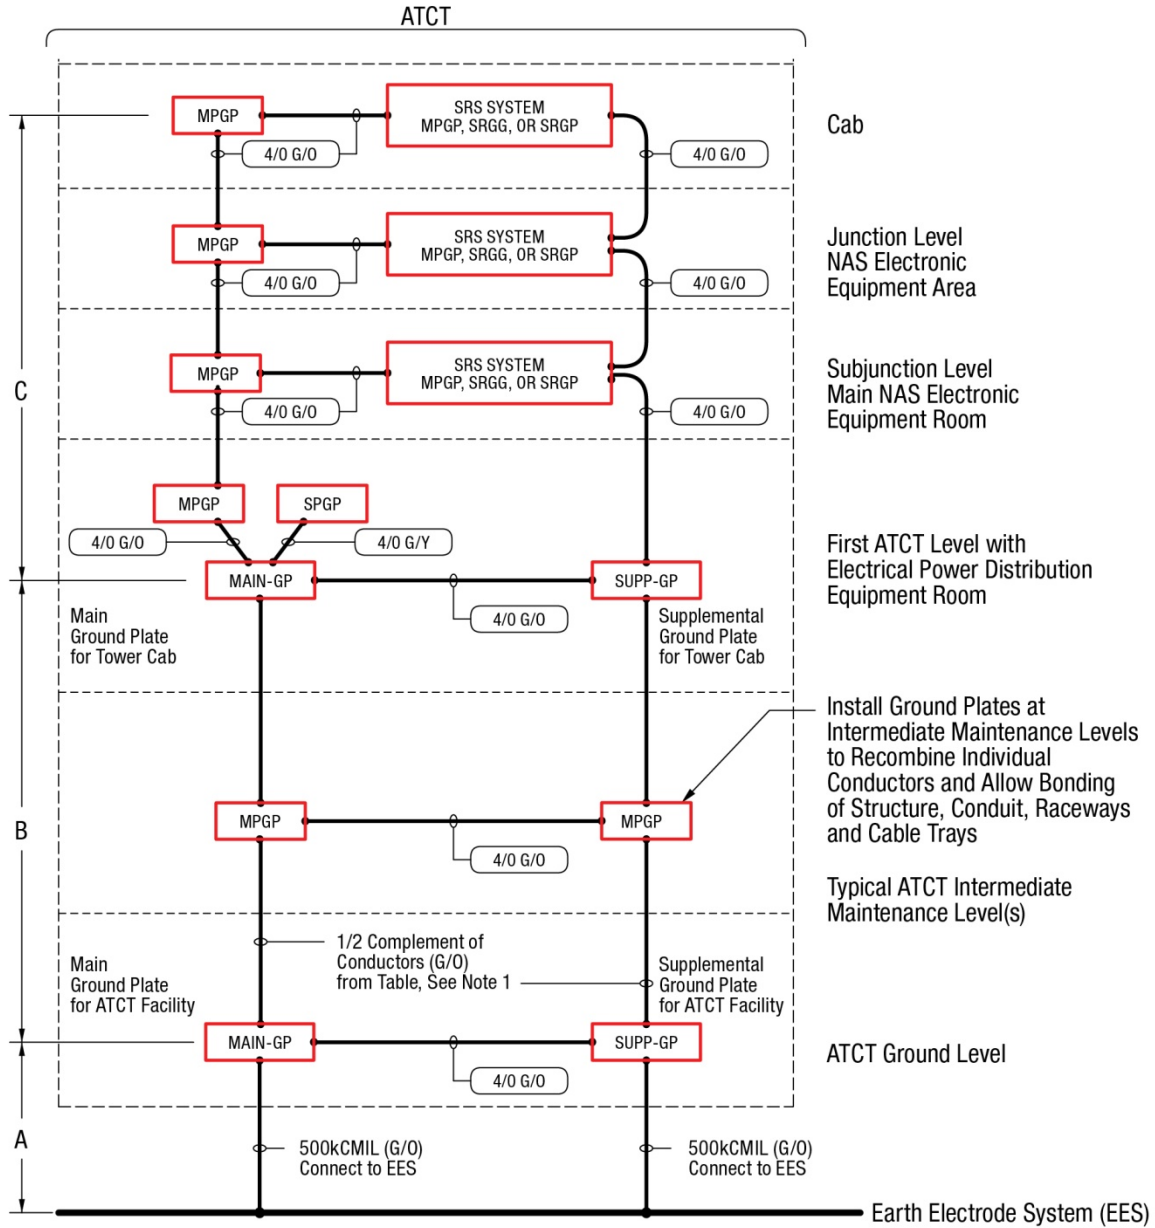 ATCT
MPGP
SRS SYSTEM
MPGP, SRGG, OR SRGP
4/0 G/O
4/0 G/O
Cab
MPGP
SRS SYSTEM
MPGP, SRGG, OR SRGP
4/0 G/O
4/0 G/O
Junction Level
NAS Electronic
Equipment Area
MPGP
SRS SYSTEM
MPGP, SRGG, OR SRGP
4/0 G/O
4/0 G/O
Subjunction Level
Main NAS Electronic
Equipment Room
C
MPGP
SPGP
4/0 G/O
4/0 G/Y
MAIN-GP
SUPP-GP
4/0 G/O
First ATCT Level with
Electrical Power Distribution
Equipment Room
Main
Ground Plate
for Tower Cab
Supplemental
Ground Plate
for Tower Cab
Install Ground Plates at
Intermediate Maintenance Levels
to Recombine Individual
Conductors and Allow Bonding
of Structure, Conduit, Raceways
and Cable Trays
B
MPGP
MPGP
4/0 G/O
Typical ATCT Intermediate
Maintenance Level(s)
1/2 Complement of
Conductors (G/O)
from Table, See Note 1
Main
Ground Plate
for ATCT Facility
Supplemental
Ground Plate
for ATCT Facility
MAIN-GP
SUPP-GP
4/0 G/O
ATCT Ground Level
A
500kCMIL (G/O)
Connect to EES
500kCMIL (G/O)
Connect to EES
Earth Electrode System (EES)